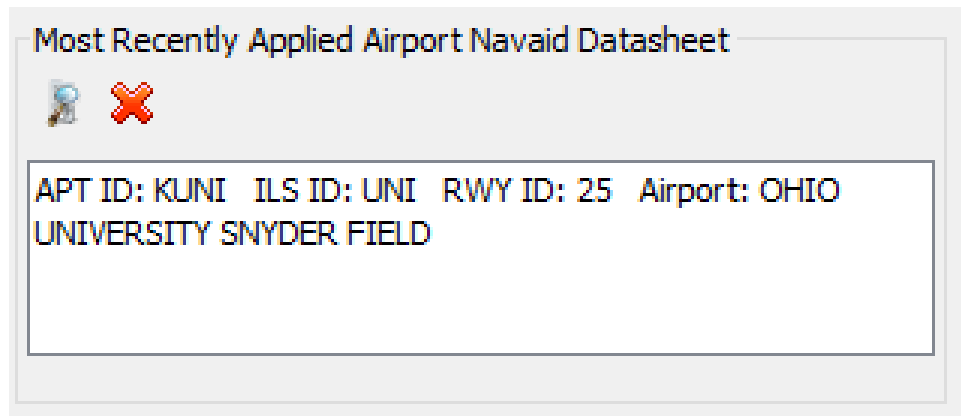 Most Recently Applied Airport Navaid Datasheet
APT ID: KUNI   ILS ID: UNI   RWY ID: 25   Airport: OHIO
UNIVERSITY SNYDER FIELD